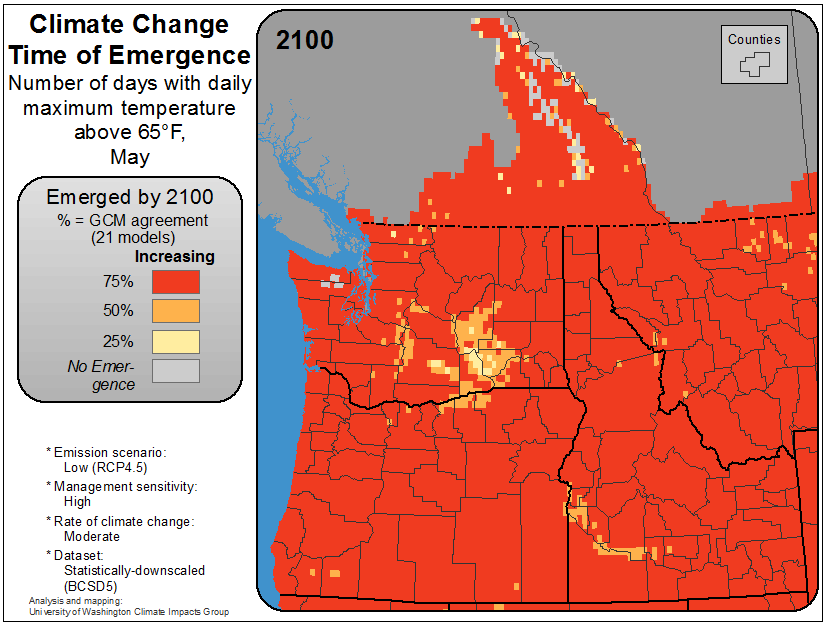 Climate Change
Time of Emergence
Number of days with daily
maximum temperature
above 65°F,
May
Emerged by 2100
% = GCM agreement
(21 models)
Increasing
75%
50%
25%
No Emer-
gence
* Emission scenario:
Low (RCP4.5)
* Management sensitivity:
High
* Rate of climate change:
Moderate
* Dataset:
Statistically-downscaled
(BCSD5)
Analysis and mapping:
University of Washington Climate Impacts Group
2100
Counties